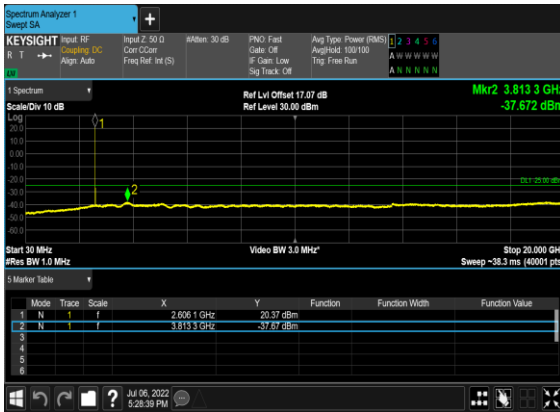 Spectrum Analyzer 1
Swept SA
+
KEYSIGHT Input: RF Input Z: 50 Ω #Atten: 30 dB PNO: Fast Avg Type: Power (RMS) 1 2 3 4 5 6
R T Coupling: DC Corr CCorr Gate: Off Avg|Hold: 100/100 A W W W W W
Align: Auto Freq Ref: Int (S) IF Gain: Low Trig: Free Run
LXI Sig Track: Off A N N N N N
1 Spectrum Ref Lvl Offset 17.07 dB Mkr2 3.813 3 GHz
Scale/Div 10 dB Ref Level 30.00 dBm -37.672 dBm
Log
20.0
10.0
0.00
-10.0
-20.0
-30.0
-40.0
-50.0
-60.0
1
2
DL1 -25.00 dBm
Start 30 MHz Video BW 3.0 MHz* Stop 20.000 GHz
#Res BW 1.0 MHz Sweep ~38.3 ms (40001 pts)
5 Marker Table
Mode Trace Scale X Y Function Function Width Function Value
1 N 1 f 2.606 1 GHz 20.37 dBm
2 N 1 f 3.813 3 GHz -37.67 dBm
3
4
5
6
? Jul 06, 2022
5:28:39 PM